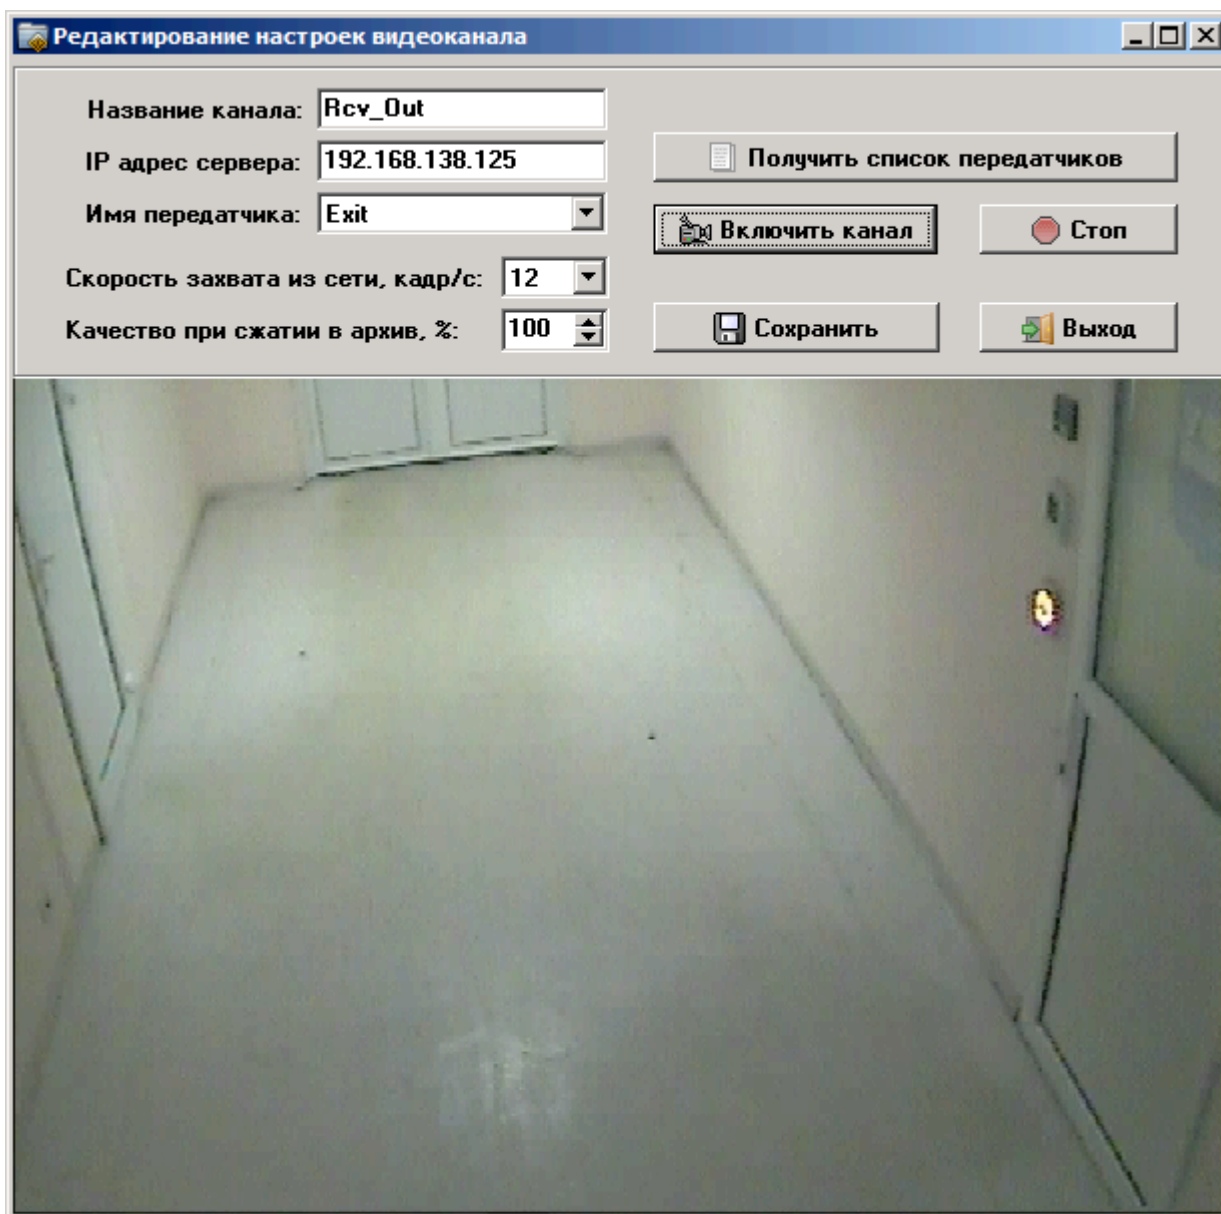 Редактирование настроек видеоканала
Название канала: Rcv_Out
IP адрес сервера: 192.168.138.125
Получить список передатчиков
Имя передатчика: Exit
Включить канал
Стоп
Скорость захвата из сети, кадр/с: 12
Качество при сжатии в архив, %: 100
Сохранить
Выход